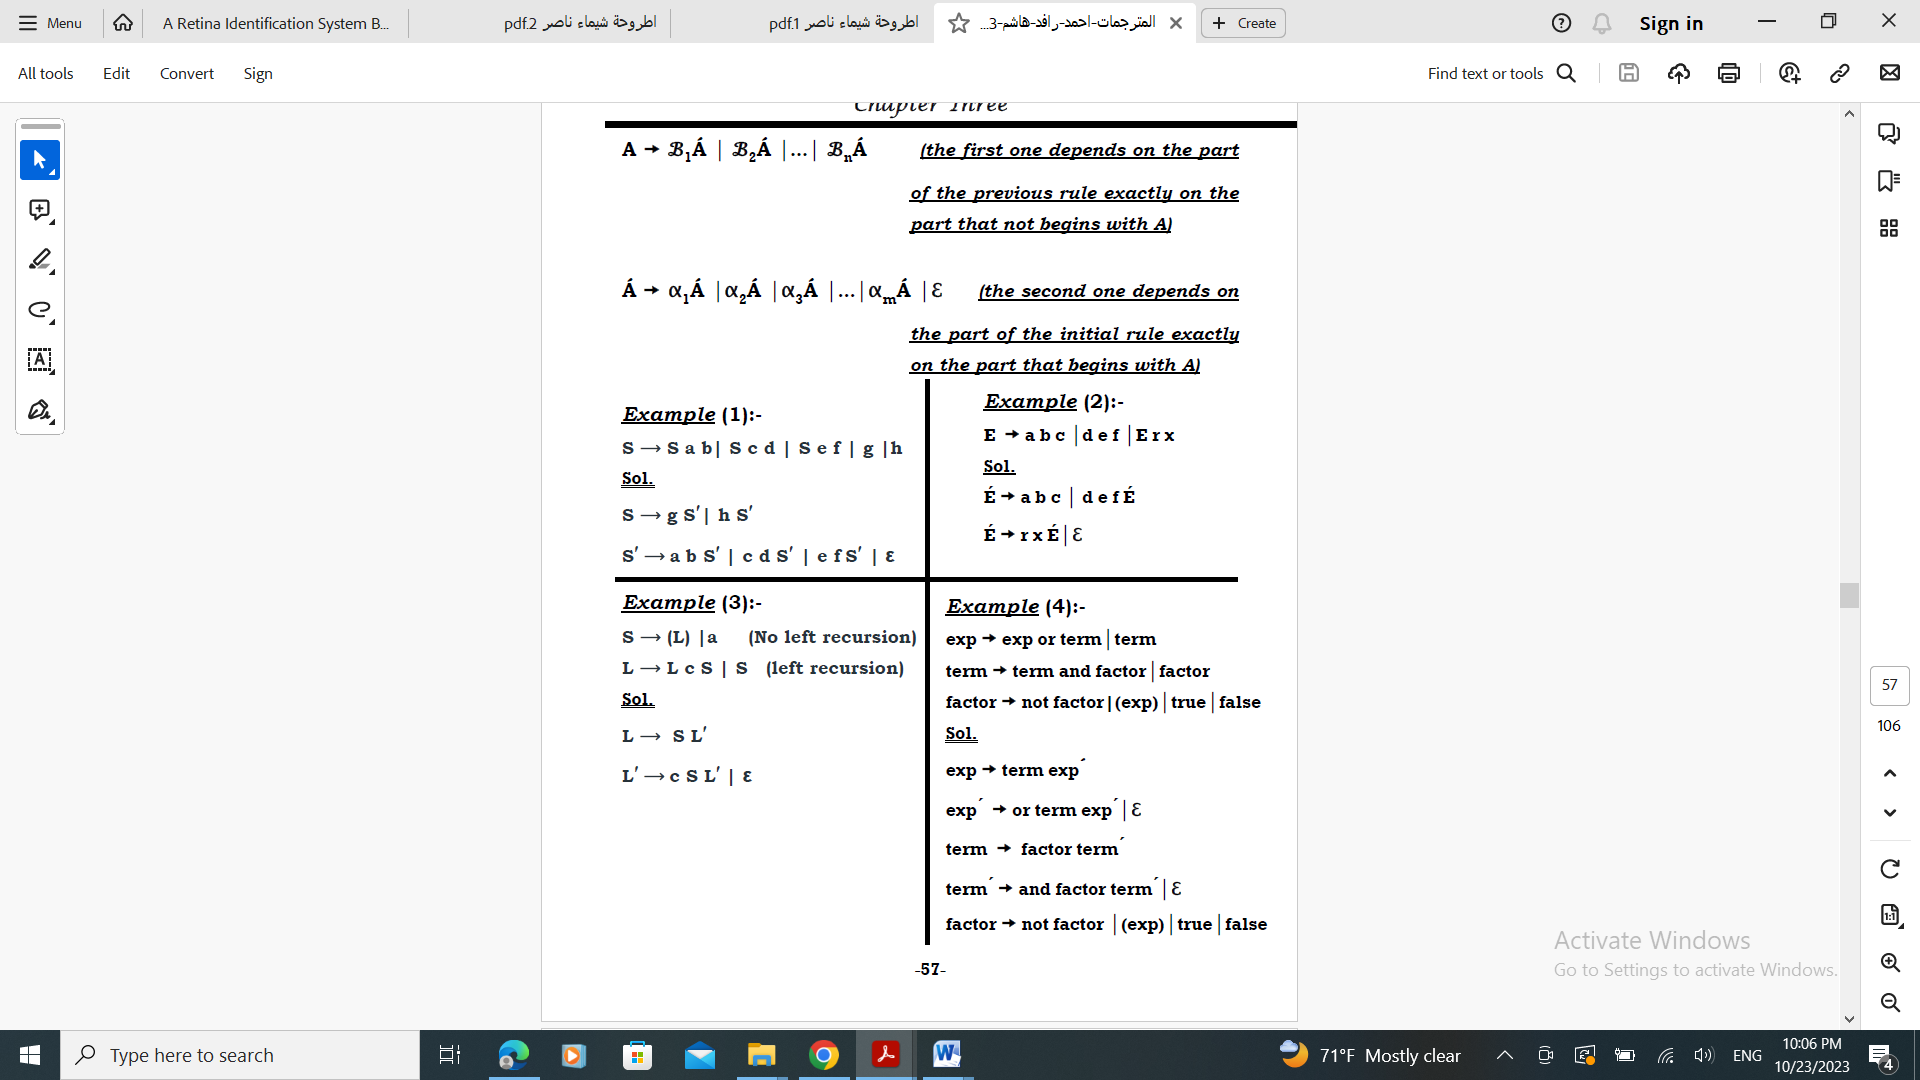 Menu
A Retina Identification System B...
اطروحة شيماء ناصر 2.pdf
اطروحة شيماء ناصر 1.pdf
المترجمات-احمد-رافد-هاشم-3...
Create
Sign in
All tools
Edit
Convert
Sign
Find text or tools
Chapter Three
A → ℬ₁Á | ℬ₂Á |...| ℬₙÁ (the first one depends on the part
of the previous rule exactly on the
part that not begins with A)
Á → α₁Á |α₂Á |α₃Á |...|αₘÁ |Ɛ (the second one depends on
the part of the initial rule exactly
on the part that begins with A)
Example (1):-
S → S a b| S c d | S e f | g |h
Sol.
S → g S′| h S′
S′ → a b S′ | c d S′ | e f S′ | ε
Example (2):-
E → a b c |d e f |E r x
Sol.
É → a b c | d e f É
É → r x É|Ɛ
Example (3):-
S → (L) |a (No left recursion)
L → L c S | S (left recursion)
Sol.
L → S L′
L′ → c S L′ | ε
Example (4):-
exp → exp or term|term
term → term and factor|factor
factor → not factor|(exp)|true|false
Sol.
exp → term exp´
exp´ → or term exp´|Ɛ
term → factor term´
term´ → and factor term´|Ɛ
factor → not factor |(exp)|true|false
-57-
57
106
1:1
Activate Windows
Go to Settings to activate Windows.
Type here to search
71°F Mostly clear
ENG
10:06 PM
10/23/2023
4